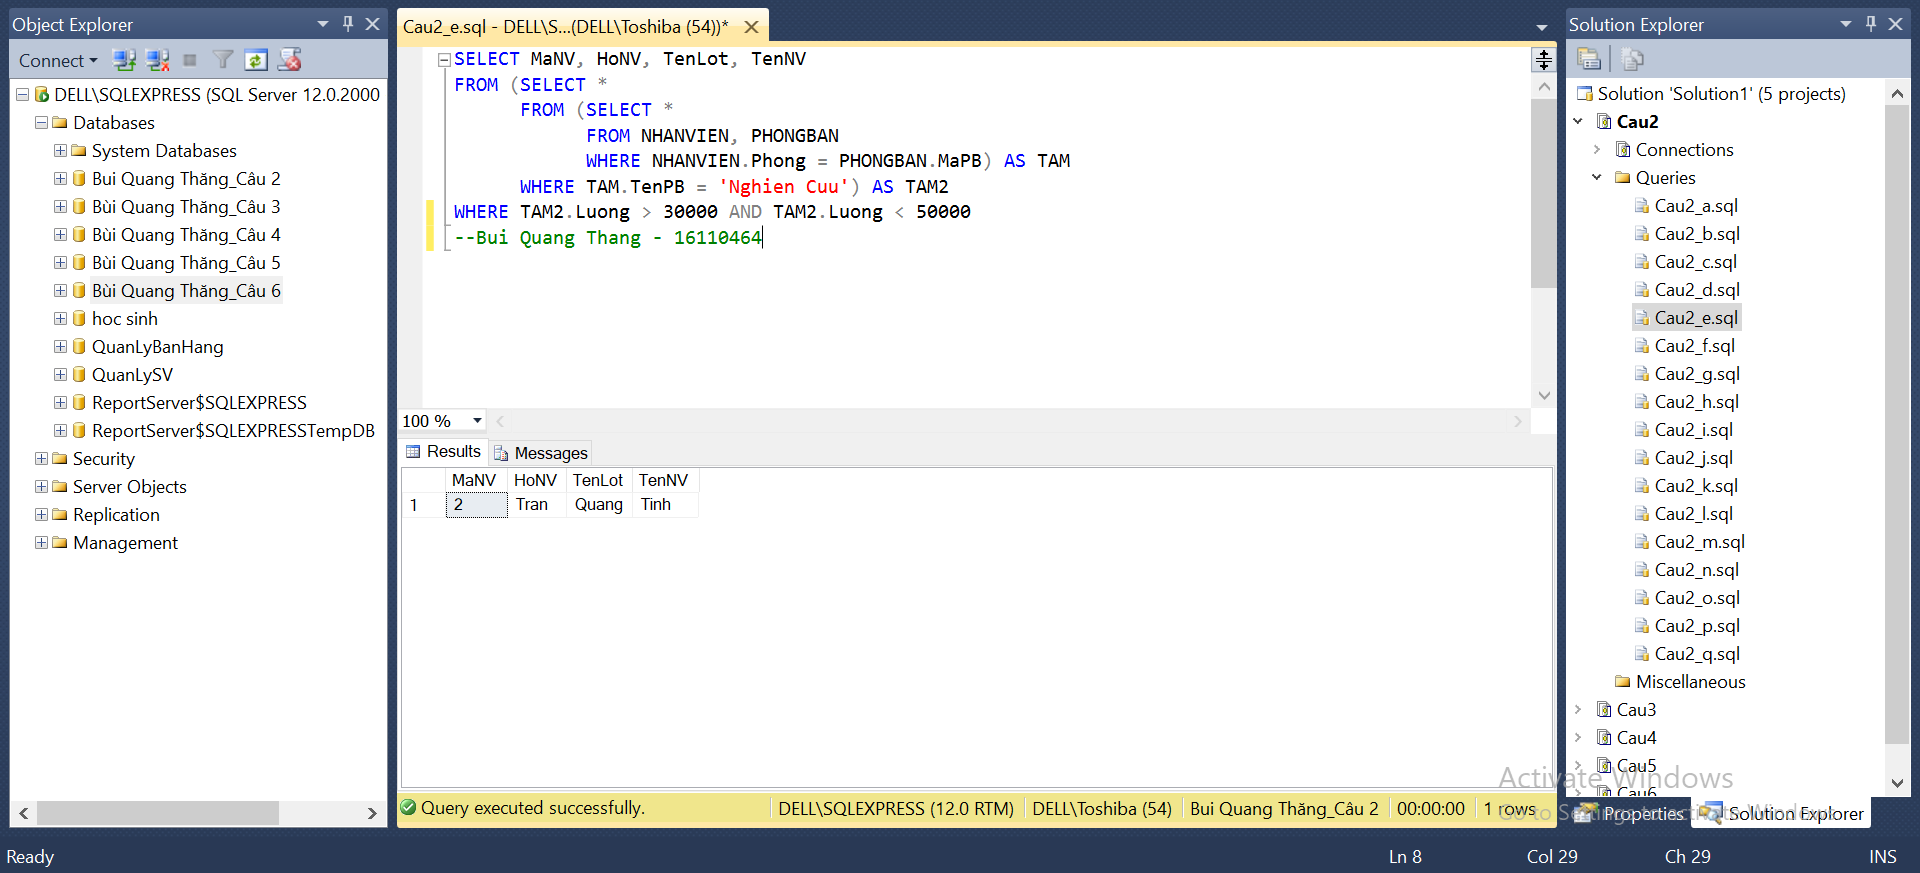 Object Explorer
Connect
DELL\SQLEXPRESS (SQL Server 12.0.2000
Databases
System Databases
Bui Quang Thăng_Câu 2
Bùi Quang Thăng_Câu 3
Bùi Quang Thăng_Câu 4
Bùi Quang Thăng_Câu 5
Bùi Quang Thăng_Câu 6
hoc sinh
QuanLyBanHang
QuanLySV
ReportServer$SQLEXPRESS
ReportServer$SQLEXPRESSTempDB
Security
Server Objects
Replication
Management
Cau2_e.sql - DELL\S...(DELL\Toshiba (54))*
SELECT MaNV, HoNV, TenLot, TenNV
FROM (SELECT *
FROM (SELECT *
FROM NHANVIEN, PHONGBAN
WHERE NHANVIEN.Phong = PHONGBAN.MaPB) AS TAM
WHERE TAM.TenPB = 'Nghien Cuu') AS TAM2
WHERE TAM2.Luong > 30000 AND TAM2.Luong < 50000
--Bui Quang Thang - 16110464
100 %
Results Messages
MaNV HoNV TenLot TenNV
1 2 Tran Quang Tinh
Query executed successfully. DELL\SQLEXPRESS (12.0 RTM) DELL\Toshiba (54) Bui Quang Thăng_Câu 2 00:00:00 1 rows
Solution Explorer
Solution 'Solution1' (5 projects)
Cau2
Connections
Queries
Cau2_a.sql
Cau2_b.sql
Cau2_c.sql
Cau2_d.sql
Cau2_e.sql
Cau2_f.sql
Cau2_g.sql
Cau2_h.sql
Cau2_i.sql
Cau2_j.sql
Cau2_k.sql
Cau2_l.sql
Cau2_m.sql
Cau2_n.sql
Cau2_o.sql
Cau2_p.sql
Cau2_q.sql
Miscellaneous
Cau3
Cau4
Cau5
Cau6
Activate Windows
Go to Settings to activate Windows.
Properties Solution Explorer
Ready Ln 8 Col 29 Ch 29 INS